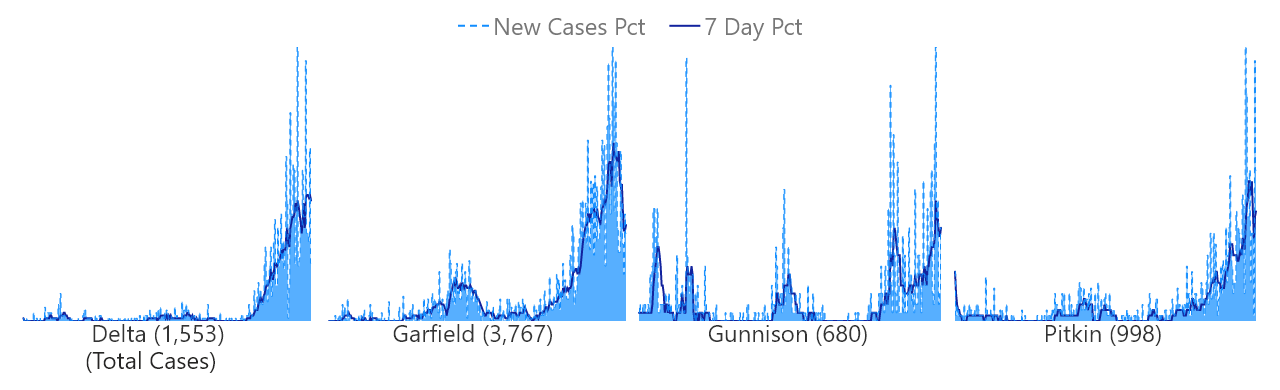 New Cases Pct 7 Day Pct
Delta (1,553) Garfield (3,767) Gunnison (680) Pitkin (998)
(Total Cases)